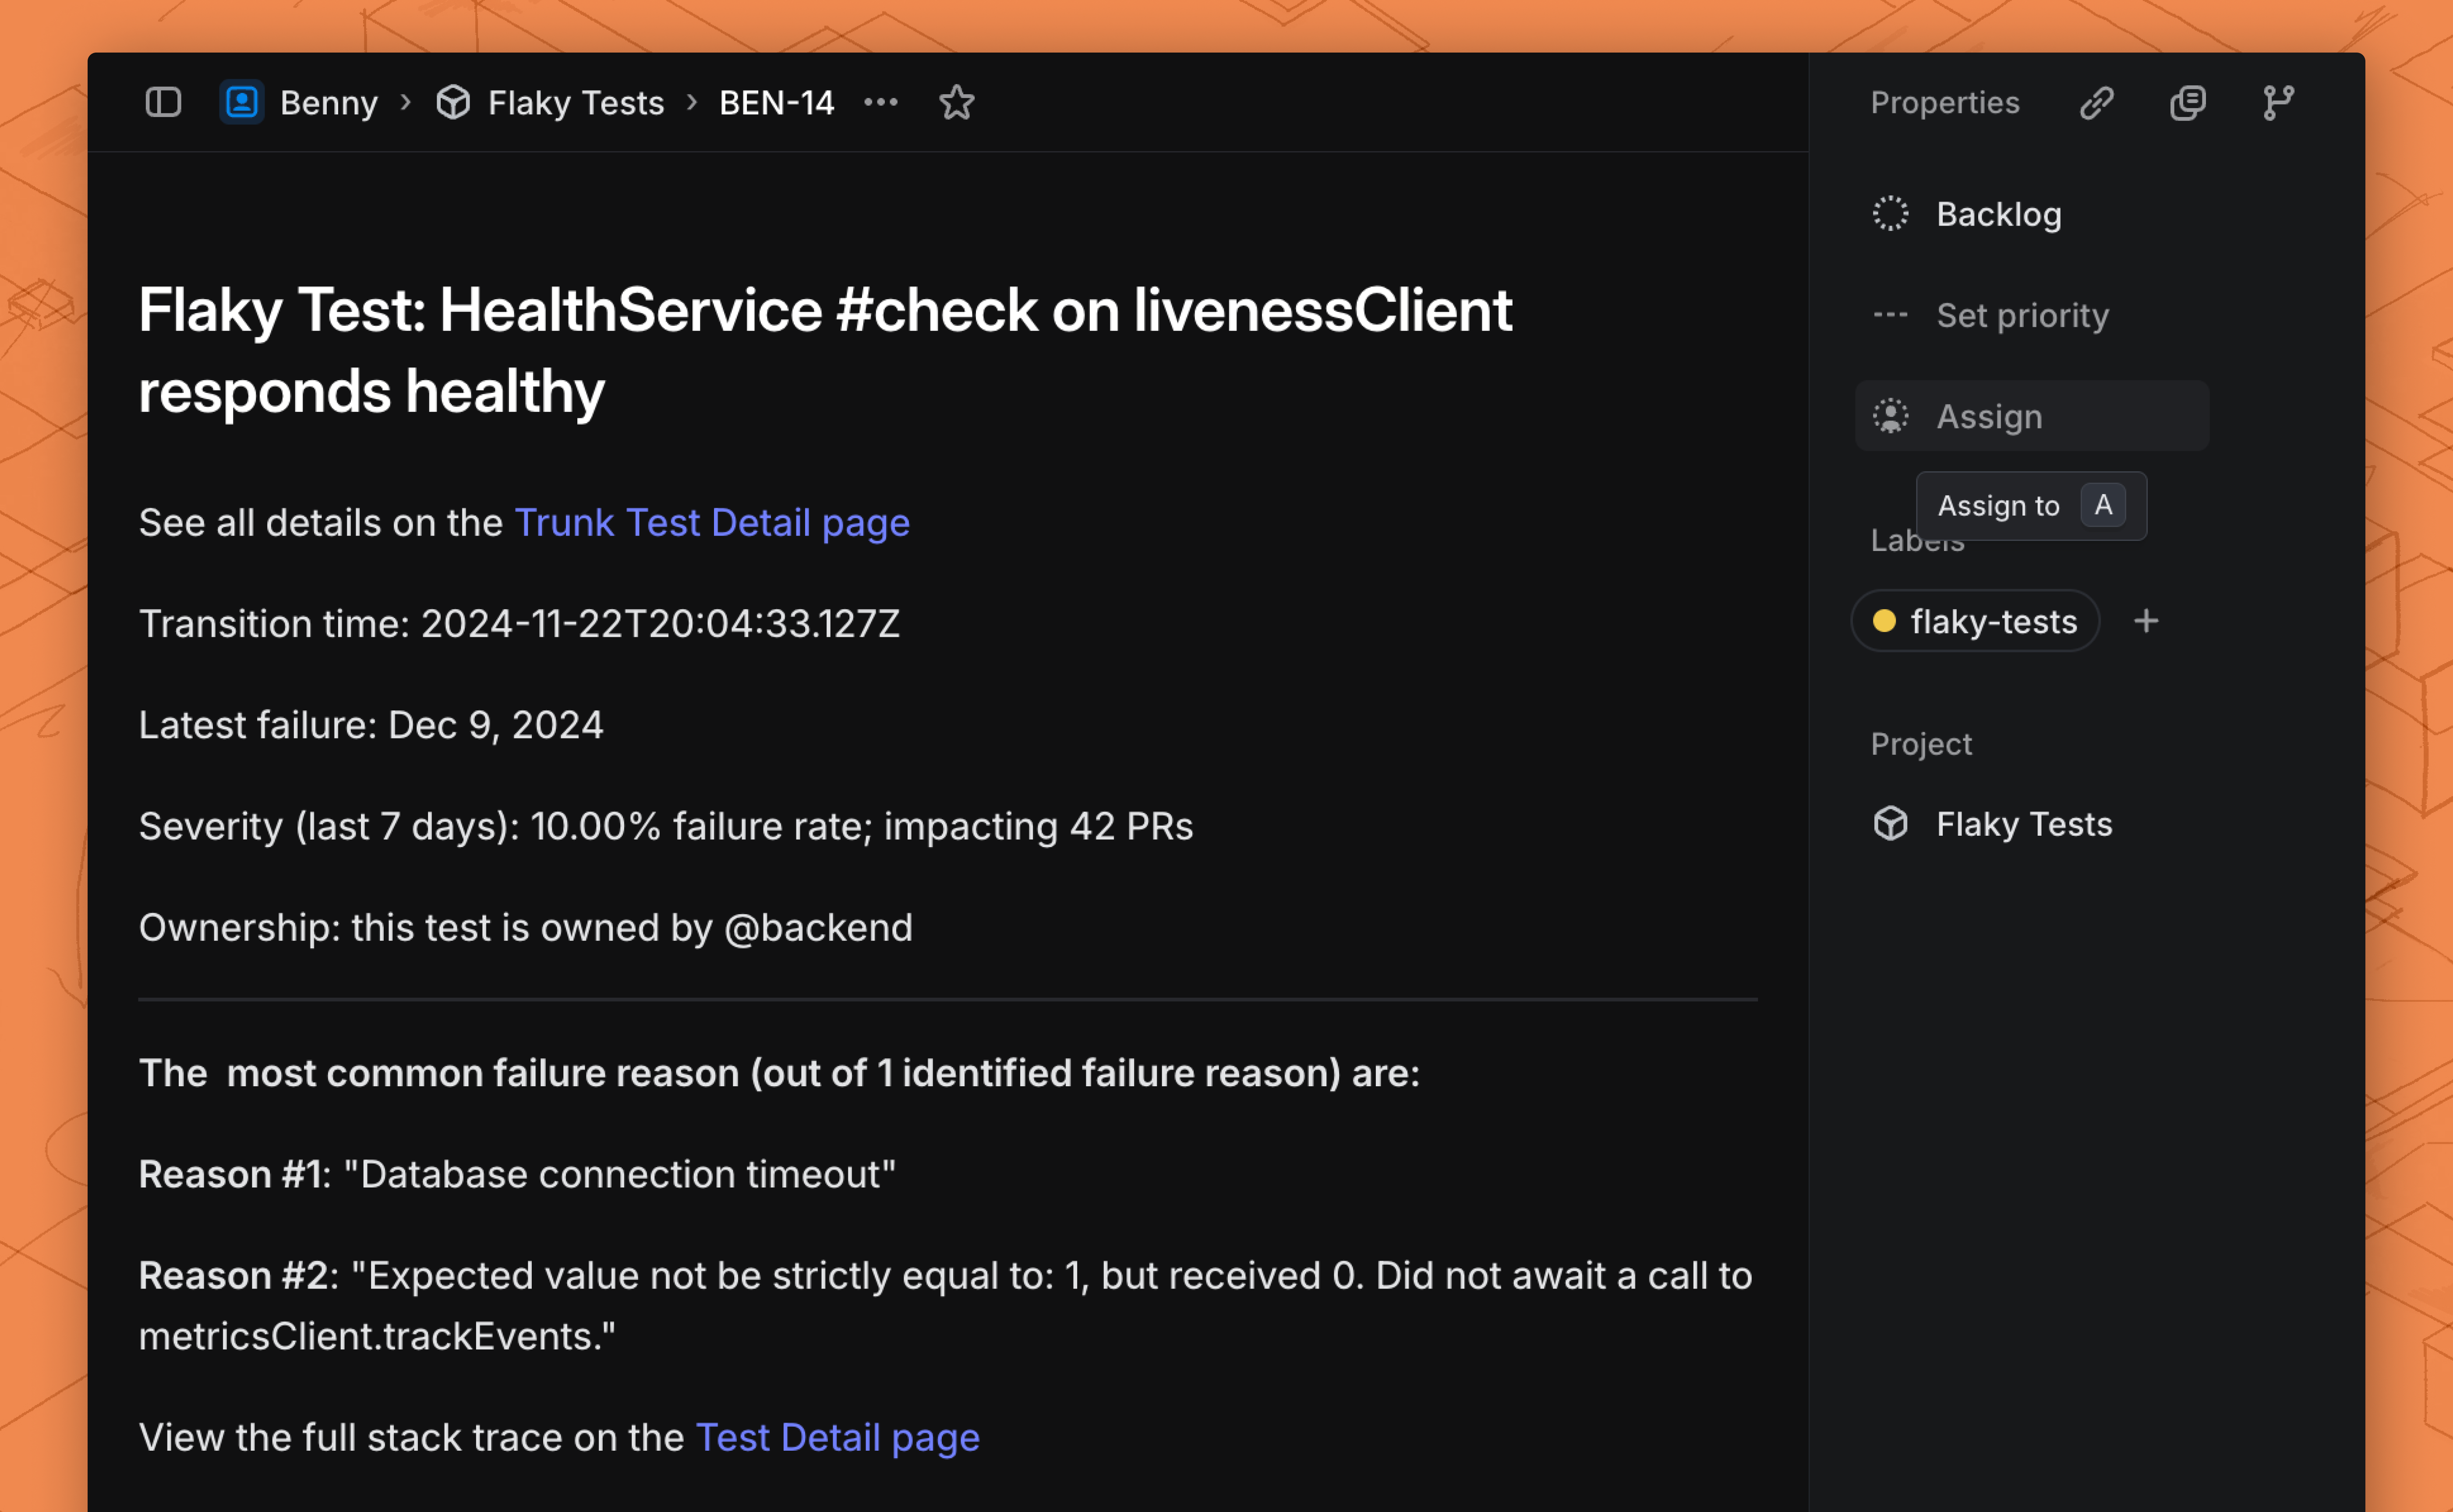 Benny › Flaky Tests › BEN-14 •••
Flaky Test: HealthService #check on livenessClient
responds healthy
See all details on the Trunk Test Detail page
Transition time: 2024-11-22T20:04:33.127Z
Latest failure: Dec 9, 2024
Severity (last 7 days): 10.00% failure rate; impacting 42 PRs
Ownership: this test is owned by @backend
The  most common failure reason (out of 1 identified failure reason) are:
Reason #1: "Database connection timeout"
Reason #2: "Expected value not be strictly equal to: 1, but received 0. Did not await a call to
metricsClient.trackEvents."
View the full stack trace on the Test Detail page
Properties
Backlog
Set priority
Assign
Assign to A
Labels
flaky-tests +
Project
Flaky Tests